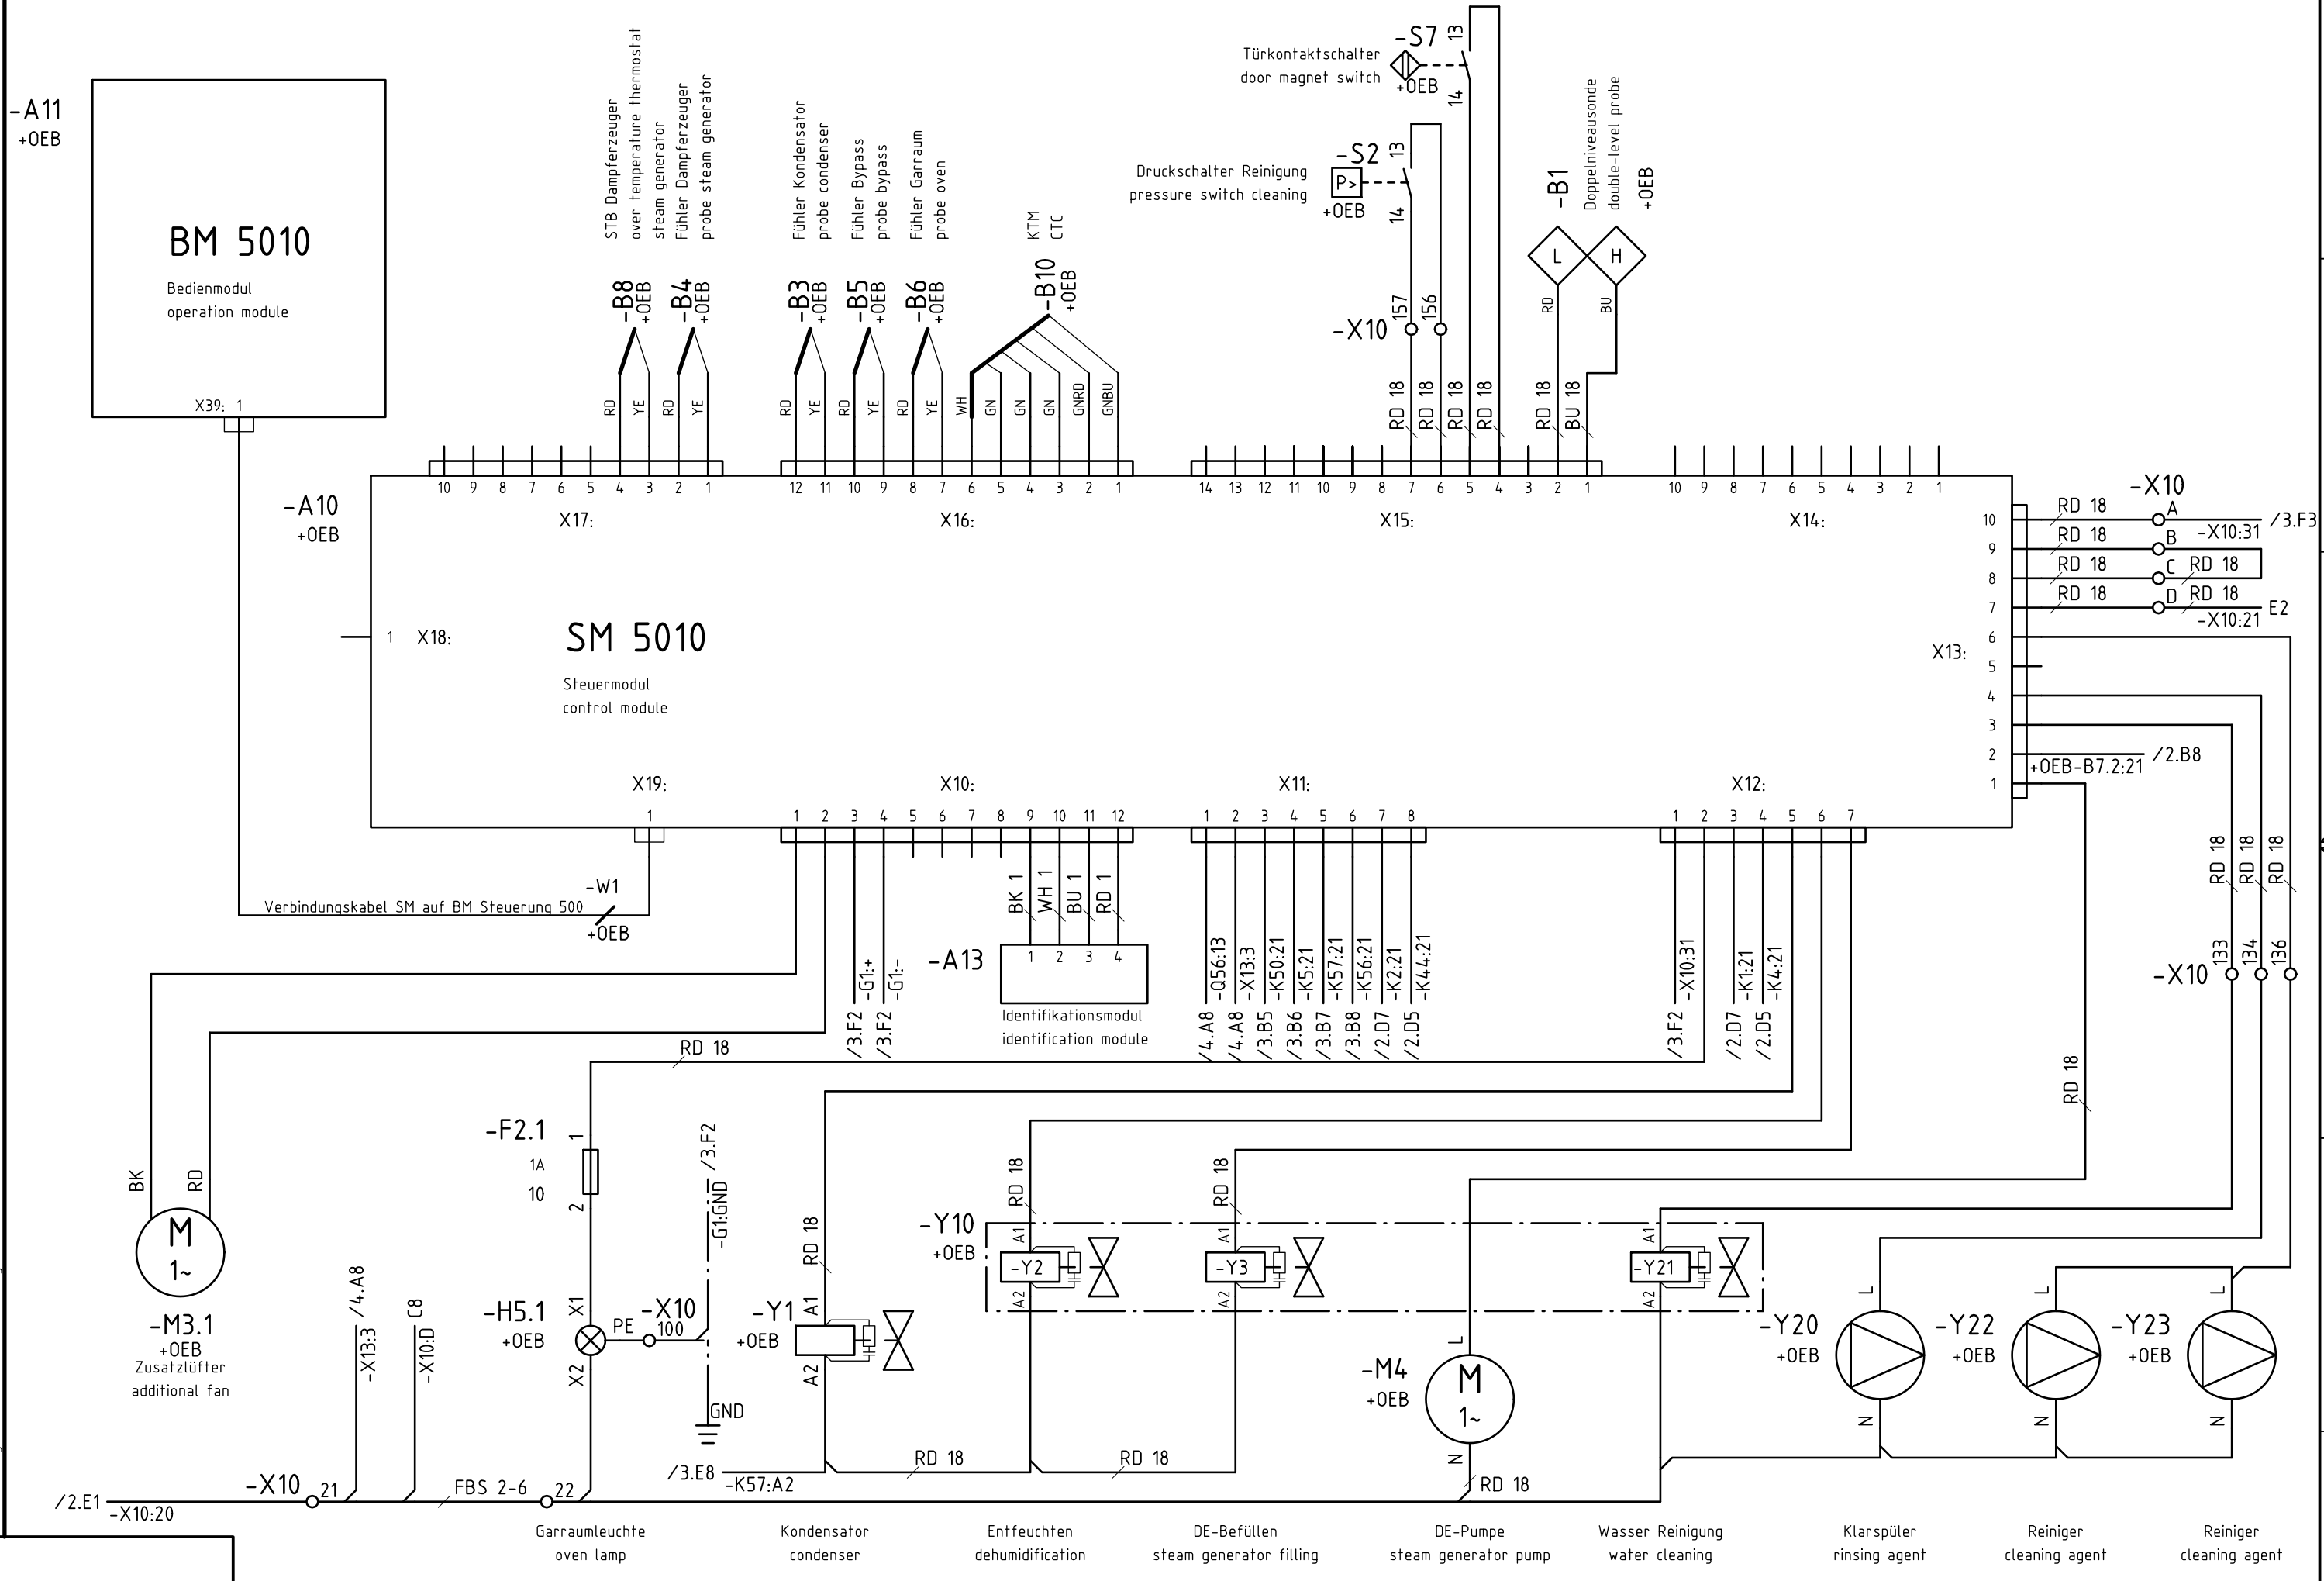 -A11
+OEB
BM 5010
Bedienmodul
operation module
X39: 1
STB Dampferzeuger
over temperature thermostat
steam generator
Fühler Dampferzeuger
probe steam generator
Fühler Kondensator
probe condenser
Fühler Bypass
probe bypass
Fühler Garraum
probe oven
KTM
CTC
-B8
+OEB
-B4
+OEB
-B3
+OEB
-B5
+OEB
-B6
+OEB
-B10
+OEB
RD YE RD YE
RD YE RD YE RD YE WH GN GN GN GNRD GNBU
Türkontaktschalter
door magnet switch
-S7
+OEB
13
14
Druckschalter Reinigung
pressure switch cleaning
-S2
P>
+OEB
13
14
-X10
157
156
RD 18
RD 18
RD 18
RD 18
-B1
Doppelniveausonde
double-level probe
+OEB
L
H
RD
BU
RD 18
BU 18
-A10
+OEB
10 9 8 7 6 5 4 3 2 1
X17:
12 11 10 9 8 7 6 5 4 3 2 1
X16:
14 13 12 11 10 9 8 7 6 5 4 3 2 1
X15:
10 9 8 7 6 5 4 3 2 1
X14:
1 X18:
SM 5010
Steuermodul
control module
X13:
10
9
8
7
6
5
4
3
2
1
-X10
RD 18 A /3.F3
-X10:31
RD 18 B
RD 18 C RD 18
RD 18 D RD 18 E2
-X10:21
/2.B8
+OEB-B7.2:21
X19:
1
X10:
1 2 3 4 5 6 7 8 9 10 11 12
X11:
1 2 3 4 5 6 7 8
X12:
1 2 3 4 5 6 7
-W1
Verbindungskabel SM auf BM Steuerung 500
+OEB
/3.F2 -G1:+
/3.F2 -G1:-
BK 1
WH 1
BU 1
RD 1
-A13
1 2 3 4
Identifikationsmodul
identification module
/4.A8 -Q56:13
/4.A8 -X13:3
/3.B5 -K50:21
/3.B6 -K5:21
/3.B7 -K57:21
/3.B8 -K56:21
/2.D7 -K2:21
/2.D5 -K44:21
/3.F2 -X10:31
/2.D7 -K1:21
/2.D5 -K4:21
RD 18
RD 18
RD 18
RD 18
-X10
133
134
136
RD 18
BK
RD
M
1~
-M3.1
+OEB
Zusatzlüfter
additional fan
/4.A8
-X13:3
C8
-X10:D
-F2.1
1A
10
1
2
-H5.1
+OEB
X1
X2
PE
-X10
100
/3.F2
-G1:GND
GND
RD 18
-Y1
+OEB
A1
A2
RD 18
-Y10
+OEB
A1
-Y2
A2
RD 18
A1
-Y3
A2
A1
-Y21
A2
L
-M4
+OEB
M
1~
N
RD 18
L
-Y20
+OEB
N
L
-Y22
+OEB
N
L
-Y23
+OEB
N
/3.E8
-K57:A2
RD 18
RD 18
/2.E1
-X10:20
-X10
21
FBS 2-6
22
Garraumleuchte
oven lamp
Kondensator
condenser
Entfeuchten
dehumidification
DE-Befüllen
steam generator filling
DE-Pumpe
steam generator pump
Wasser Reinigung
water cleaning
Klarspüler
rinsing agent
Reiniger
cleaning agent
Reiniger
cleaning agent